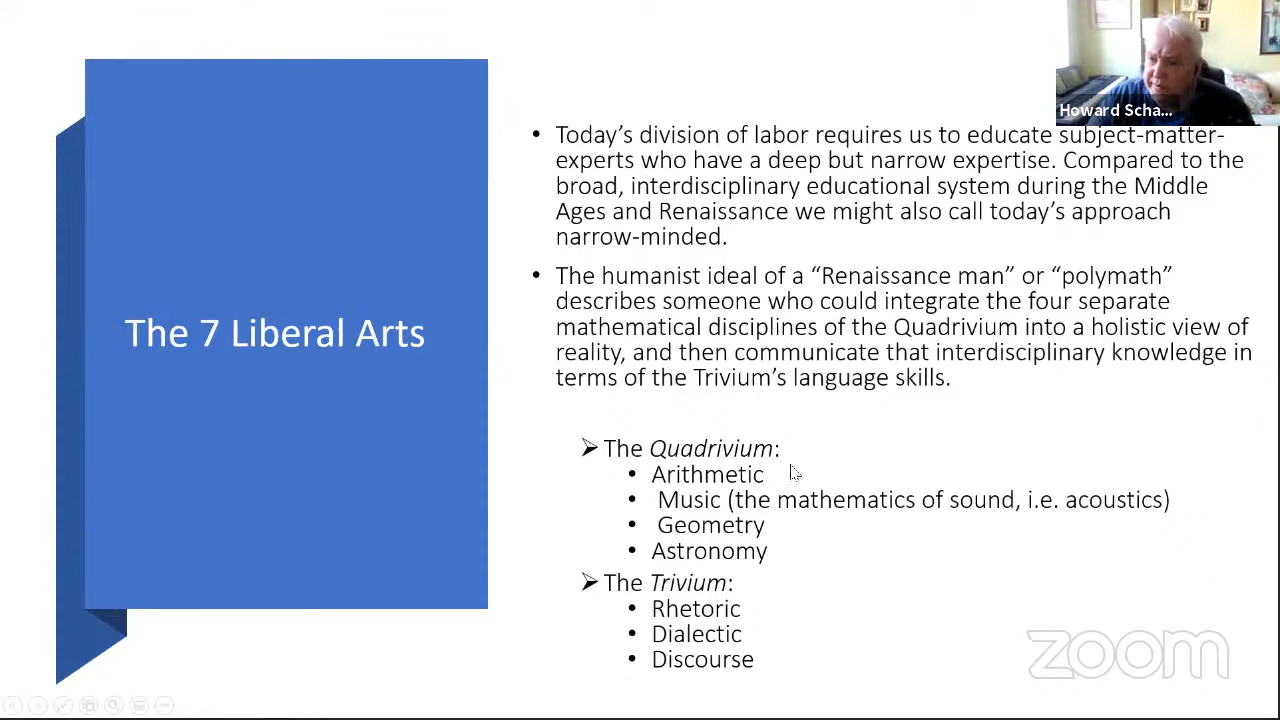 Howard Scha...
The 7 Liberal Arts
• Today’s division of labor requires us to educate subject-matter-
experts who have a deep but narrow expertise. Compared to the
broad, interdisciplinary educational system during the Middle
Ages and Renaissance we might also call today’s approach
narrow-minded.
• The humanist ideal of a “Renaissance man” or “polymath”
describes someone who could integrate the four separate
mathematical disciplines of the Quadrivium into a holistic view of
reality, and then communicate that interdisciplinary knowledge in
terms of the Trivium’s language skills.
➢ The Quadrivium:
• Arithmetic
• Music (the mathematics of sound, i.e. acoustics)
• Geometry
• Astronomy
➢ The Trivium:
• Rhetoric
• Dialectic
• Discourse
zoom